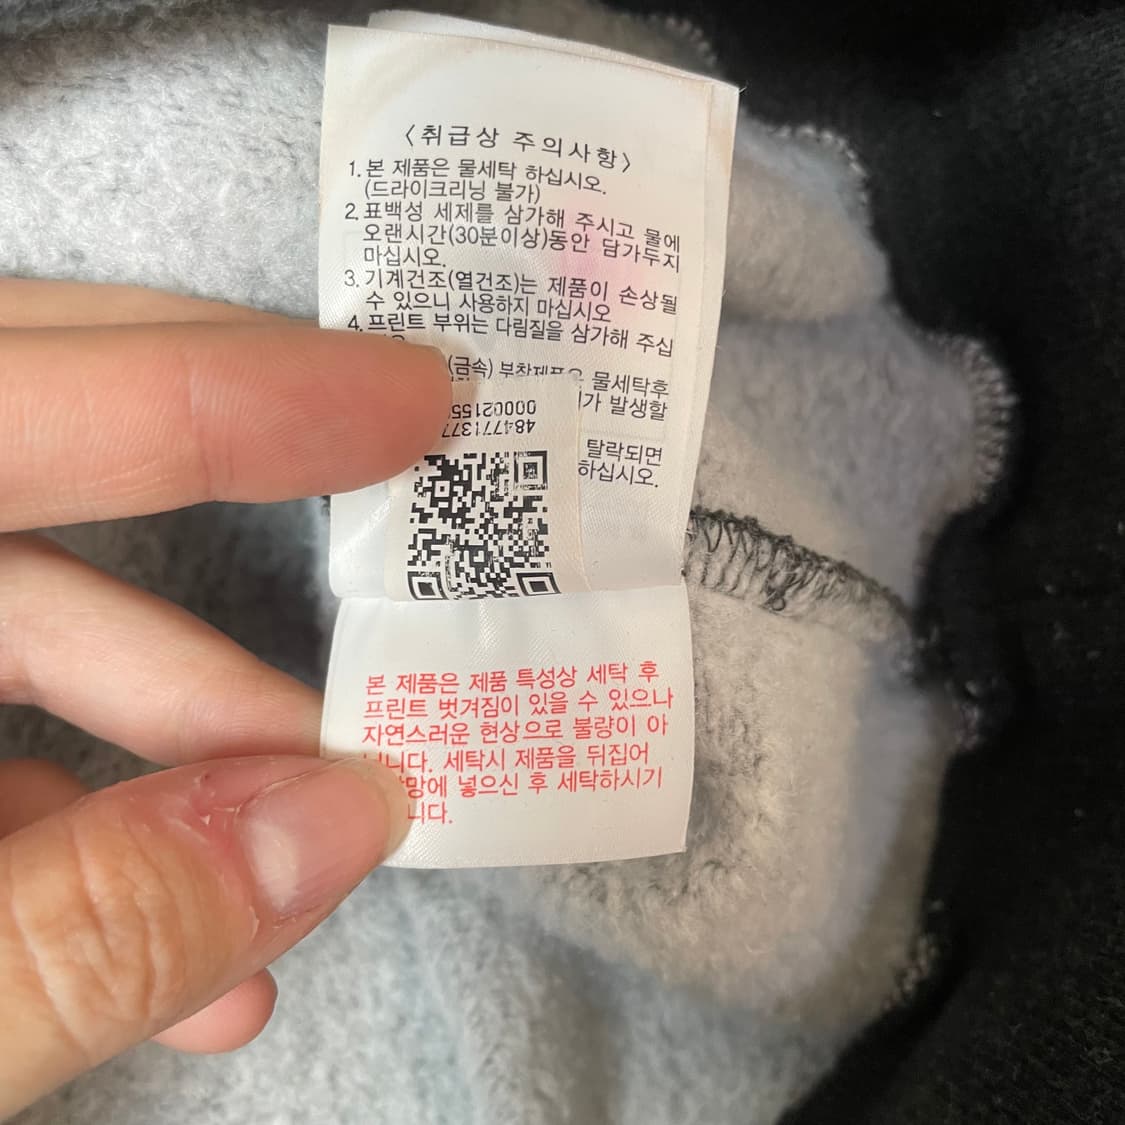 〈취급상 주의사항〉
1. 본 제품은 물세탁 하십시오.
(드라이크리닝 불가)
2. 표백성 세제를 삼가해 주시고 물에
오랜시간(30분이상)동안 담가두지
마십시오.
3. 기계건조(열건조)는 제품이 손상될
수 있으니 사용하지 마십시오
4. 프린트 부위는 다림질을 삼가해 주십
(금속) 부착제품은 물세탁후
가 발생할
탈락되면
하십시오.
본 제품은 제품 특성상 세탁 후
프린트 벗겨짐이 있을 수 있으나
자연스러운 현상으로 불량이 아
닙니다. 세탁시 제품을 뒤집어
망에 넣으신 후 세탁하시기
니다.